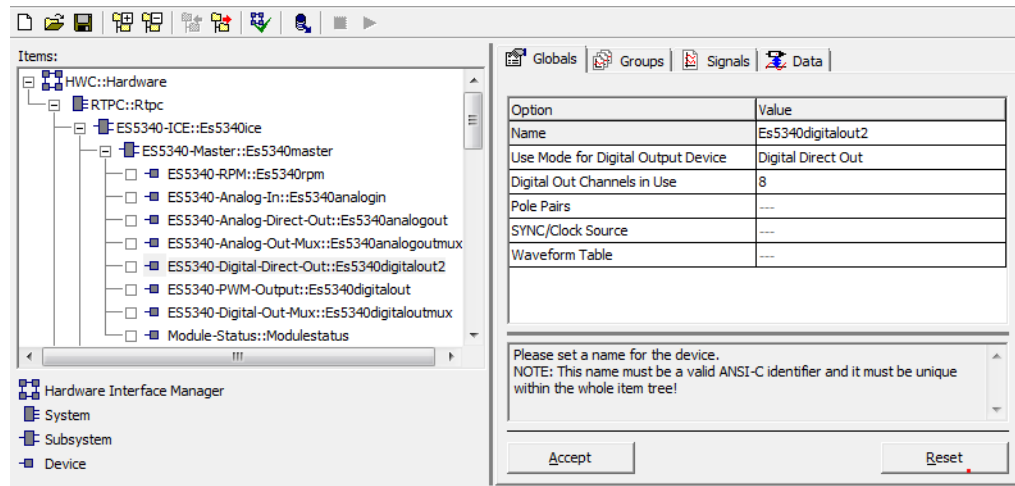 Items:
HWC::Hardware
RTPC::Rtpc
ES5340-ICE::Es5340ice
ES5340-Master::Es5340master
ES5340-RPM::Es5340rpm
ES5340-Analog-In::Es5340analogin
ES5340-Analog-Direct-Out::Es5340analogout
ES5340-Analog-Out-Mux::Es5340analogoutmux
ES5340-Digital-Direct-Out::Es5340digitalout2
ES5340-PWM-Output::Es5340digitalout
ES5340-Digital-Out-Mux::Es5340digitaloutmux
Module-Status::Modulestatus
Hardware Interface Manager
System
Subsystem
Device
Globals Groups Signals Data
Option Value
Name Es5340digitalout2
Use Mode for Digital Output Device Digital Direct Out
Digital Out Channels in Use 8
Pole Pairs ---
SYNC/Clock Source ---
Waveform Table ---
Please set a name for the device.
NOTE: This name must be a valid ANSI-C identifier and it must be unique
within the whole item tree!
Accept Reset